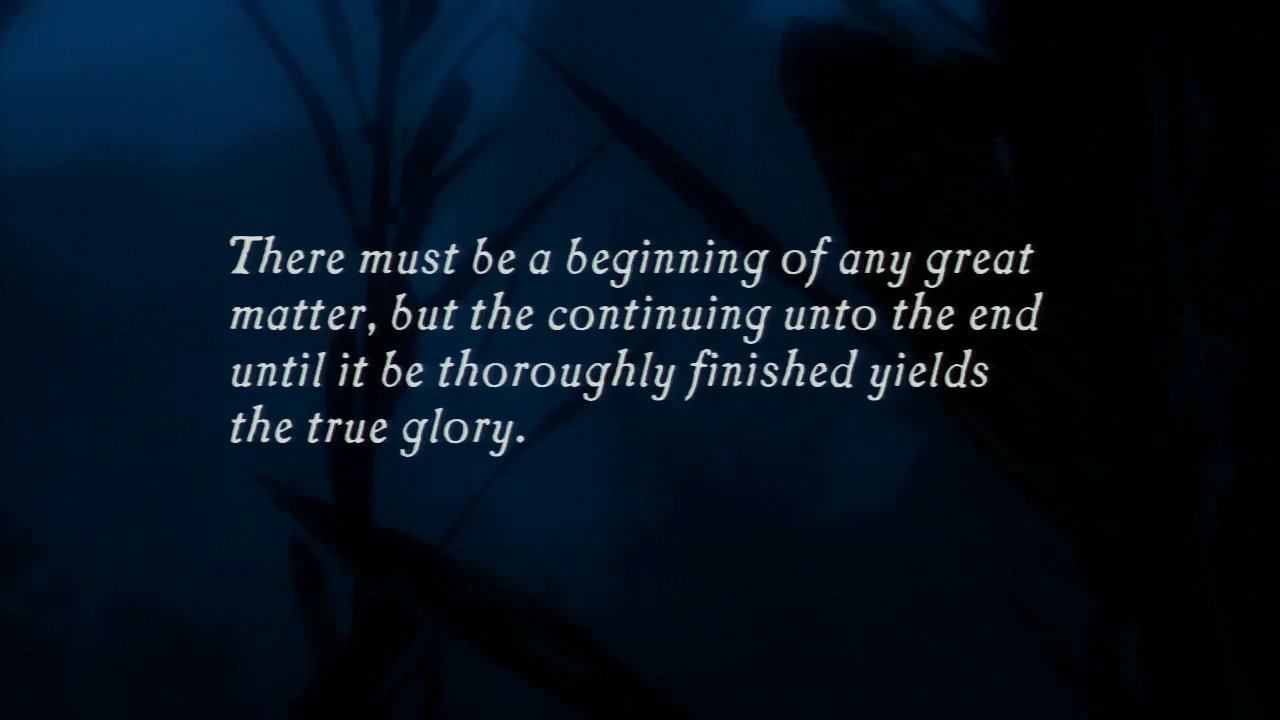 There must be a beginning of any great
matter, but the continuing unto the end
until it be thoroughly finished yields
the true glory.